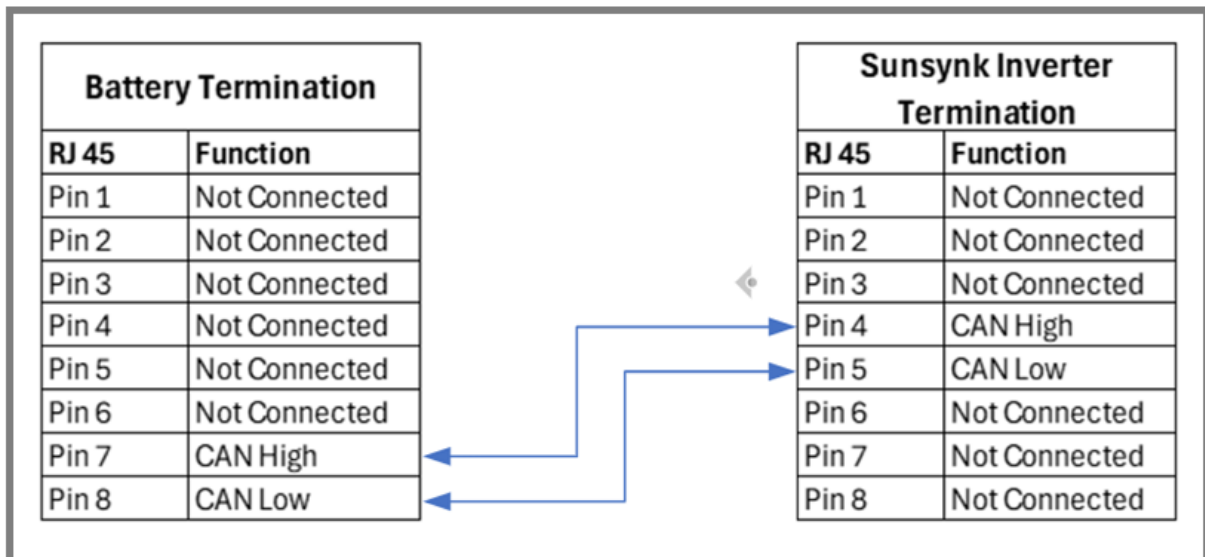 Battery Termination
RJ 45 Function
Pin 1 Not Connected
Pin 2 Not Connected
Pin 3 Not Connected
Pin 4 Not Connected
Pin 5 Not Connected
Pin 6 Not Connected
Pin 7 CAN High
Pin 8 CAN Low
Sunsynk Inverter
Termination
RJ 45 Function
Pin 1 Not Connected
Pin 2 Not Connected
Pin 3 Not Connected
Pin 4 CAN High
Pin 5 CAN Low
Pin 6 Not Connected
Pin 7 Not Connected
Pin 8 Not Connected